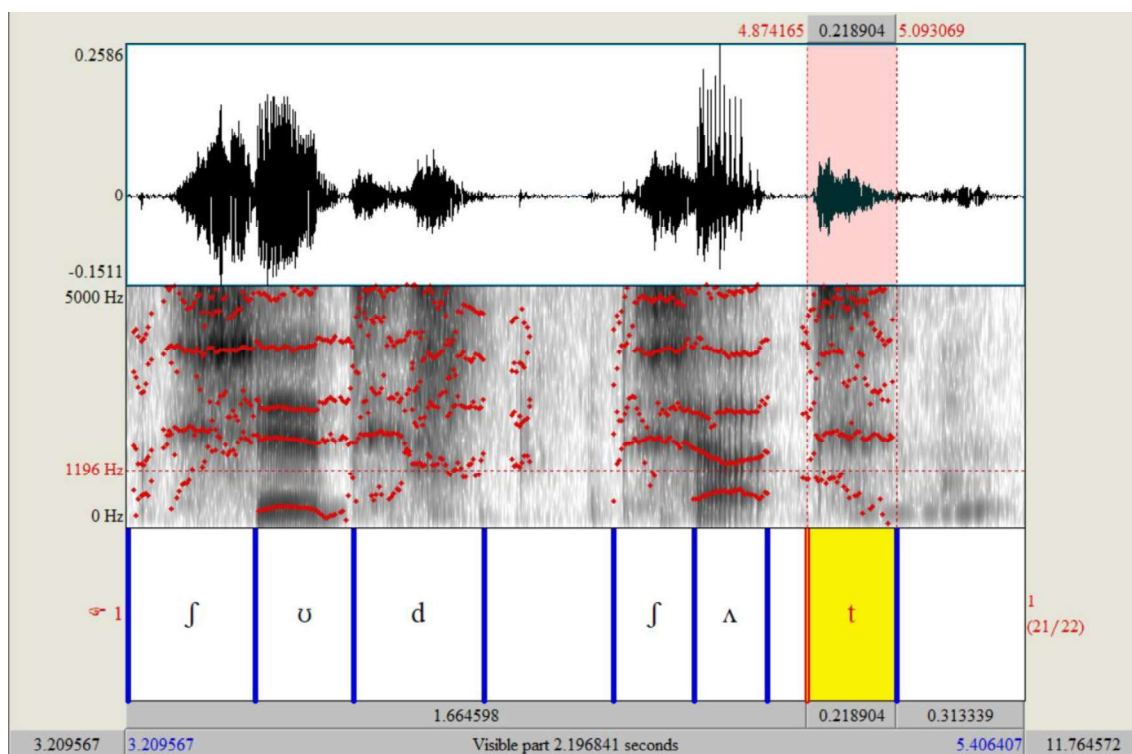 4.874165 0.218904 5.093069
0.2586
0
-0.1511
5000 Hz
1196 Hz
0 Hz
☞ 1 ʃ ʊ d ʃ ʌ t 1
(21/22)
1.664598 0.218904 0.313339
3.209567 3.209567 Visible part 2.196841 seconds 5.406407 11.764572